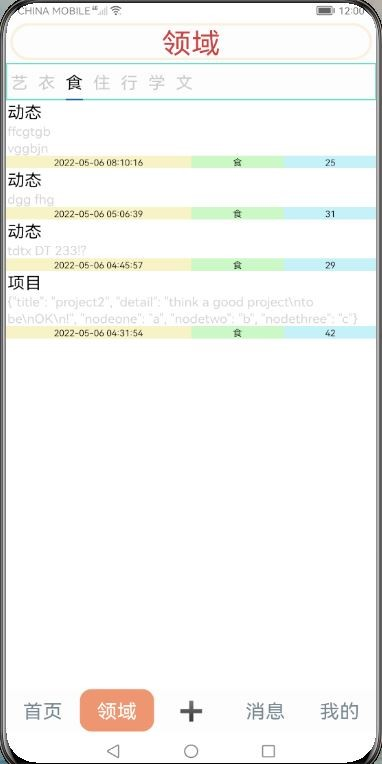 CHINA MOBILE 12:00
领域
艺 衣 食 住 行 学 文
动态
ffcgtgb
vggbjn
2022-05-06 08:10:16 食 25
动态
dgg fhg
2022-05-06 05:06:39 食 31
动态
tdtx DT 233!?
2022-05-06 04:45:57 食 29
项目
{"title": "project2", "detail": "think a good project\nto
be\nOK\n!", "nodeone": "a", "nodetwo": "b", "nodethree": "c"}
2022-05-06 04:31:54 食 42
首页 领域 + 消息 我的